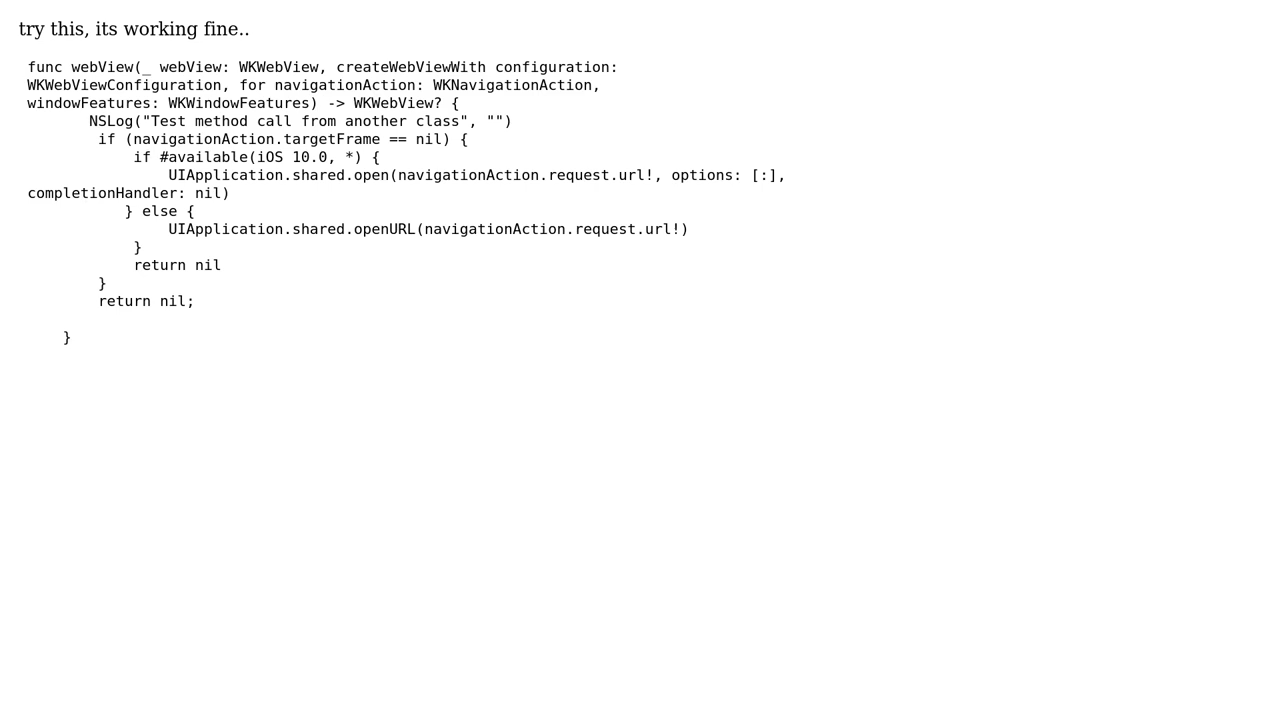 try this, its working fine..
func webView(_ webView: WKWebView, createWebViewWith configuration:
WKWebViewConfiguration, for navigationAction: WKNavigationAction,
windowFeatures: WKWindowFeatures) -> WKWebView? {
       NSLog("Test method call from another class", "")
        if (navigationAction.targetFrame == nil) {
            if #available(iOS 10.0, *) {
                UIApplication.shared.open(navigationAction.request.url!, options: [:],
completionHandler: nil)
           } else {
                UIApplication.shared.openURL(navigationAction.request.url!)
            }
            return nil
        }
        return nil;
    }